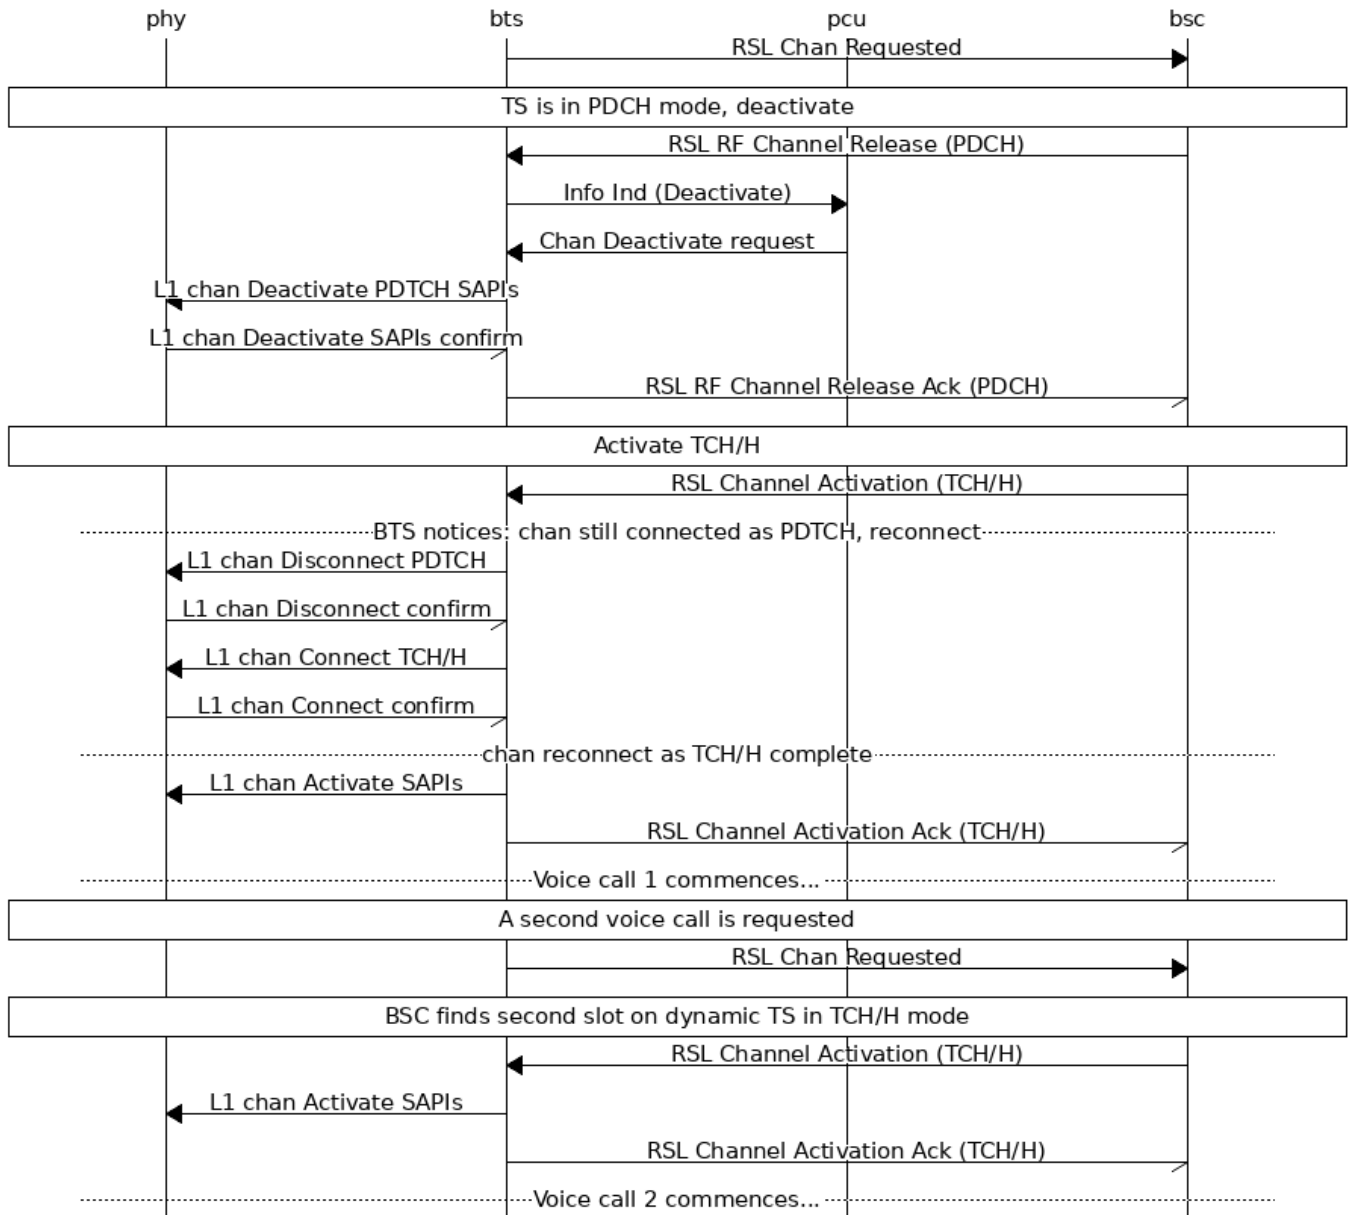 phy bts pcu bsc
RSL Chan Requested
TS is in PDCH mode, deactivate
RSL RF Channel Release (PDCH)
Info Ind (Deactivate)
Chan Deactivate request
L1 chan Deactivate PDTCH SAPIs
L1 chan Deactivate SAPIs confirm
RSL RF Channel Release Ack (PDCH)
Activate TCH/H
RSL Channel Activation (TCH/H)
BTS notices: chan still connected as PDTCH, reconnect
L1 chan Disconnect PDTCH
L1 chan Disconnect confirm
L1 chan Connect TCH/H
L1 chan Connect confirm
chan reconnect as TCH/H complete
L1 chan Activate SAPIs
RSL Channel Activation Ack (TCH/H)
Voice call 1 commences...
A second voice call is requested
RSL Chan Requested
BSC finds second slot on dynamic TS in TCH/H mode
RSL Channel Activation (TCH/H)
L1 chan Activate SAPIs
RSL Channel Activation Ack (TCH/H)
Voice call 2 commences...